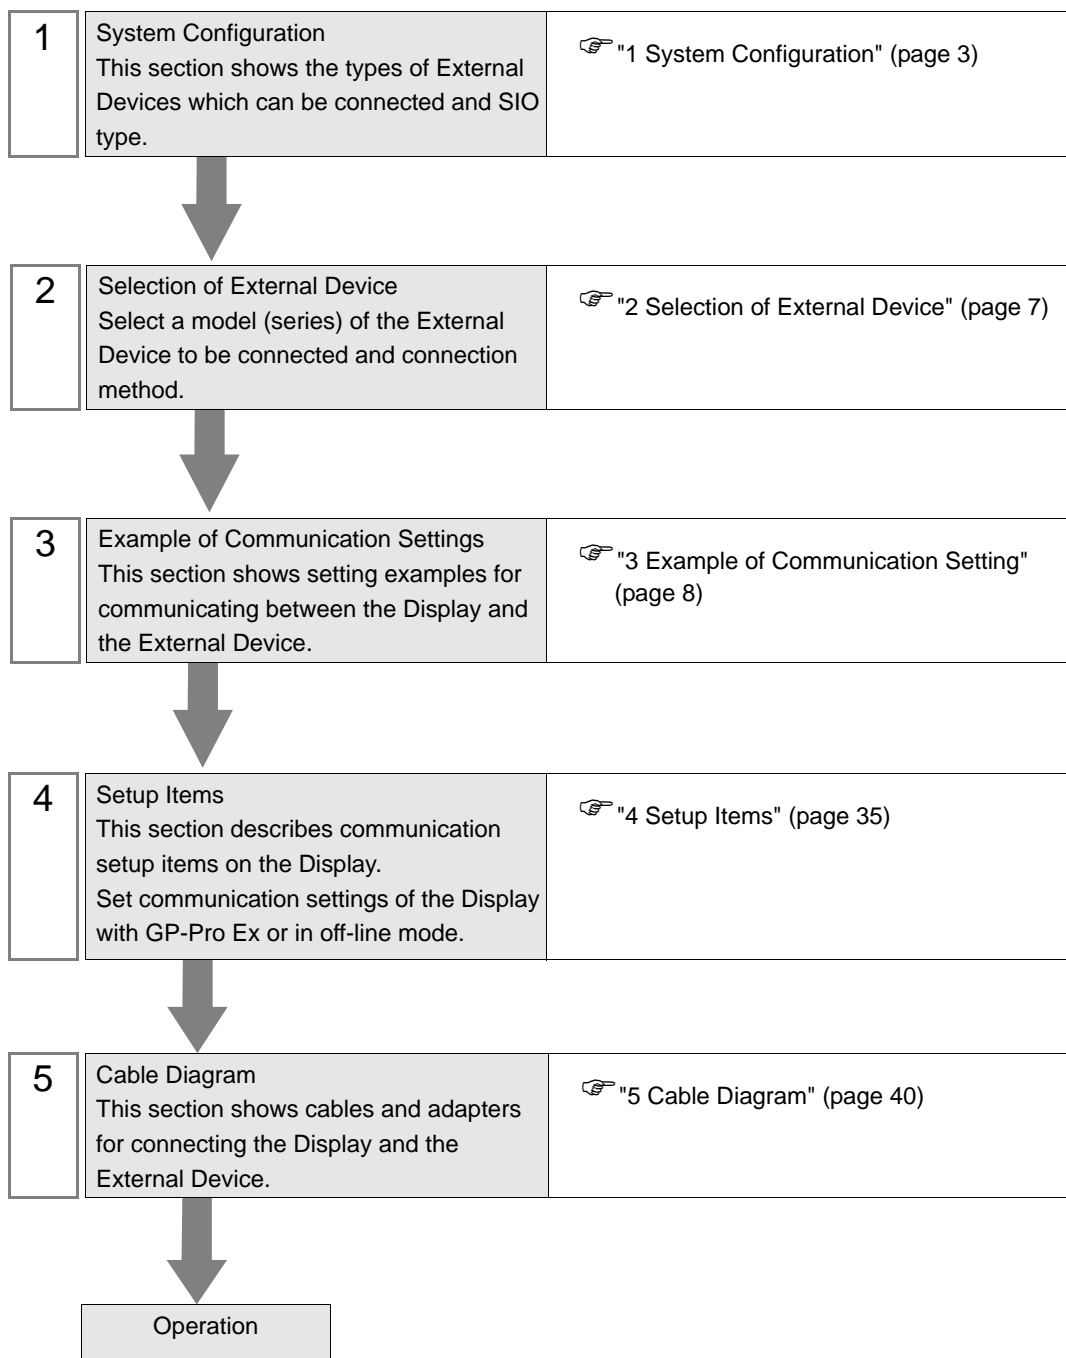 1
System Configuration
This section shows the types of External
Devices which can be connected and SIO
type.
"1 System Configuration" (page 3)
2
Selection of External Device
Select a model (series) of the External
Device to be connected and connection
method.
"2 Selection of External Device" (page 7)
3
Example of Communication Settings
This section shows setting examples for
communicating between the Display and
the External Device.
"3 Example of Communication Setting"
(page 8)
4
Setup Items
This section describes communication
setup items on the Display.
Set communication settings of the Display
with GP-Pro Ex or in off-line mode.
"4 Setup Items" (page 35)
5
Cable Diagram
This section shows cables and adapters
for connecting the Display and the
External Device.
"5 Cable Diagram" (page 40)
Operation